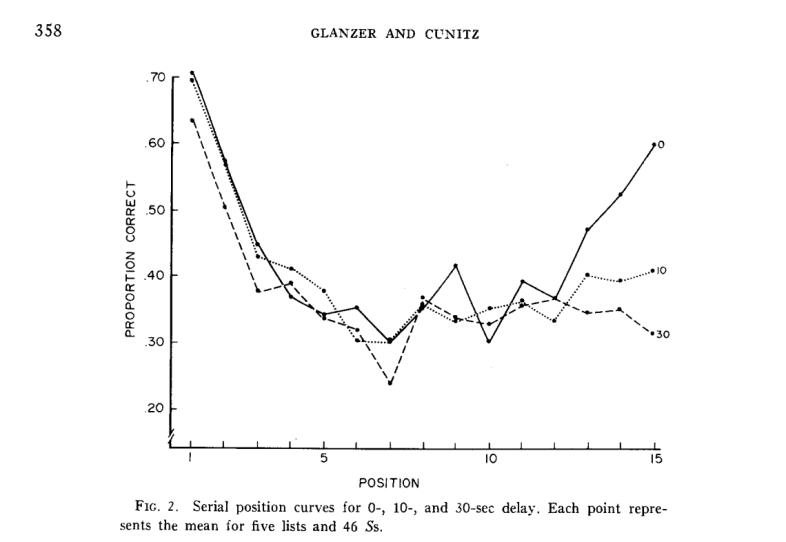 358
GLANZER AND CUNITZ
.70
.60
.50
.40
.30
.20
PROPORTION CORRECT
0
10
30
1
5
10
15
POSITION
FIG. 2. Serial position curves for 0-, 10-, and 30-sec delay. Each point repre-
sents the mean for five lists and 46 Ss.